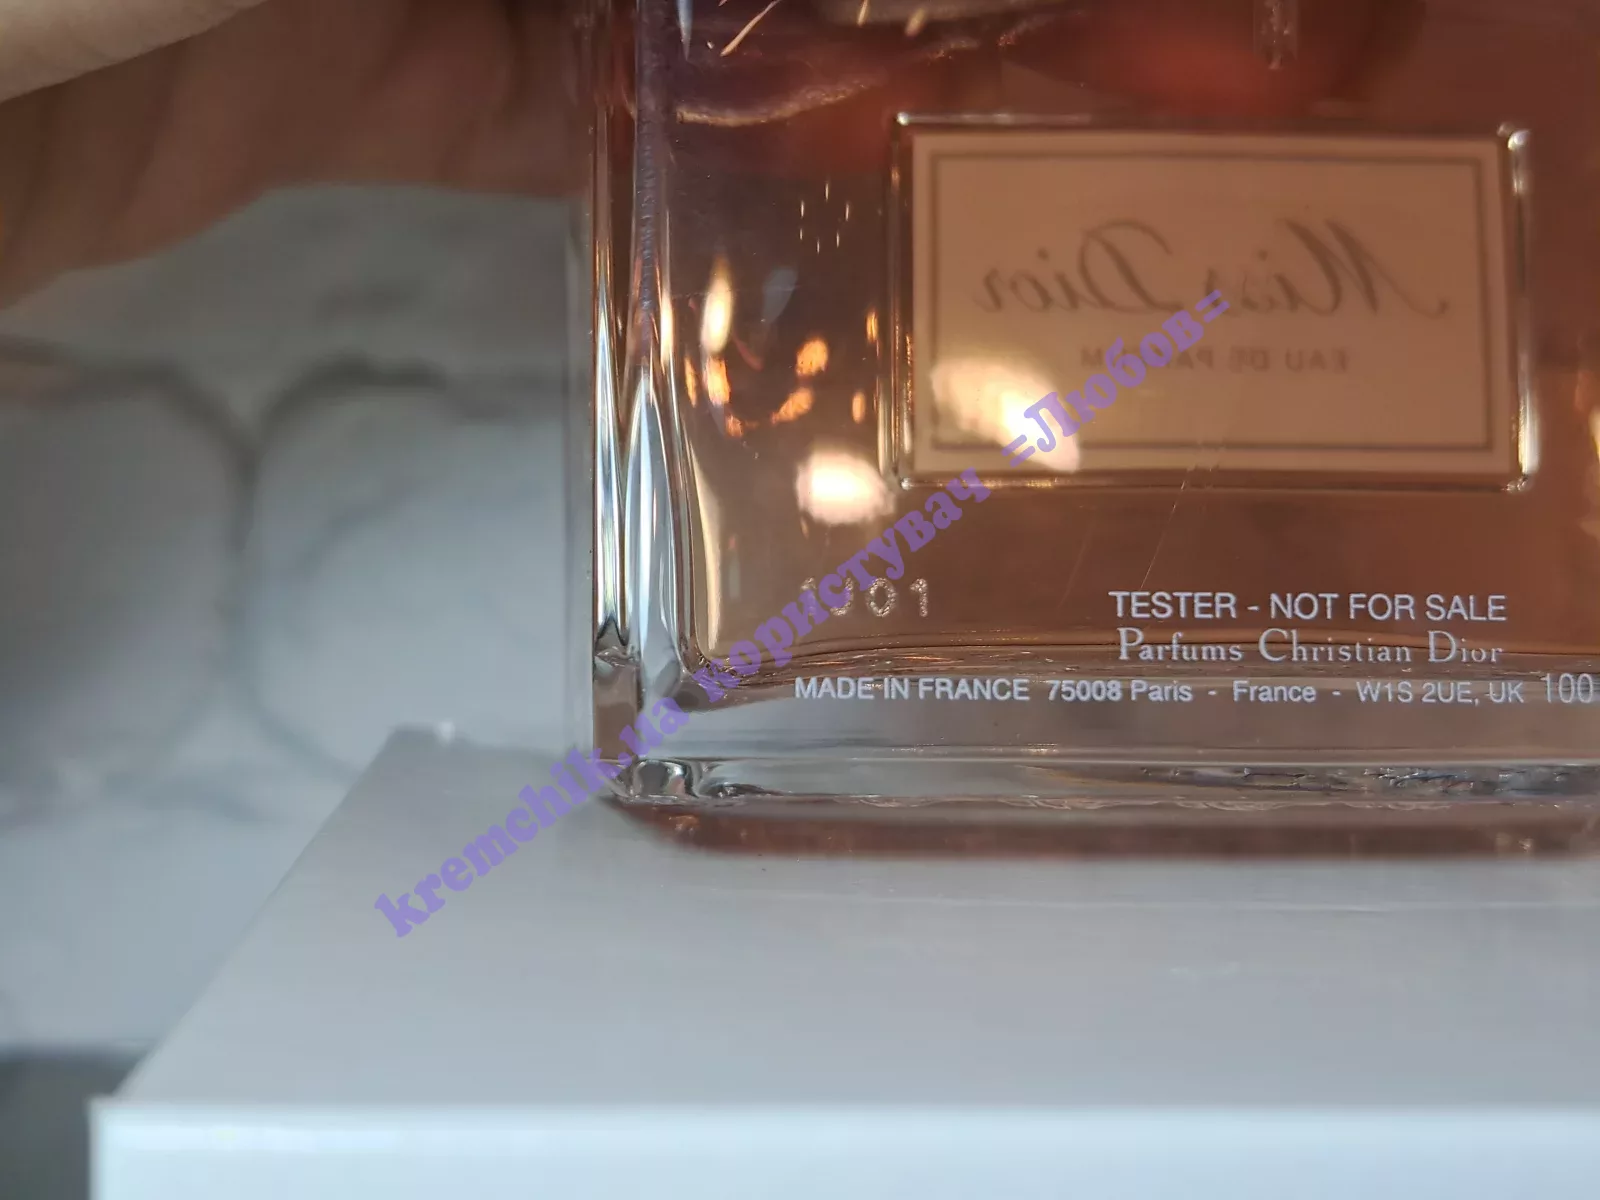 Miss Dior
EAU DE PARFUM
TESTER - NOT FOR SALE
Parfums Christian Dior
MADE IN FRANCE 75008 Paris - France - W1S 2UE, UK 100
kremchik.ua користувач =Любов=